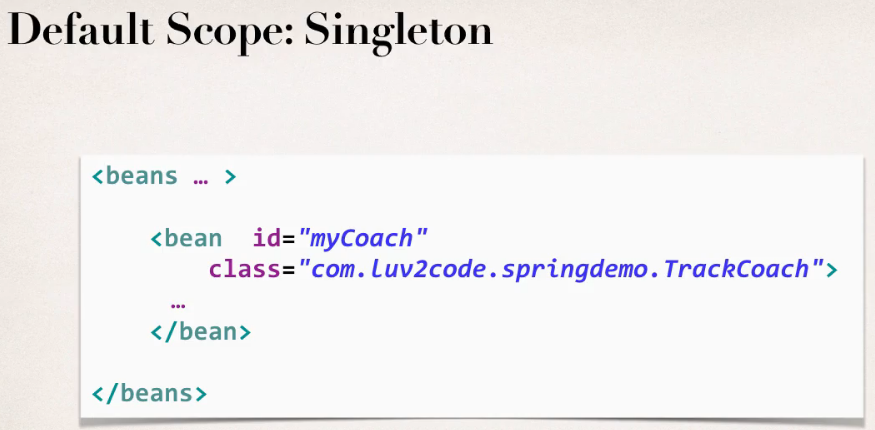 Default Scope: Singleton
<beans … >
<bean id="myCoach"
class="com.luv2code.springdemo.TrackCoach">
…
</bean>
</beans>